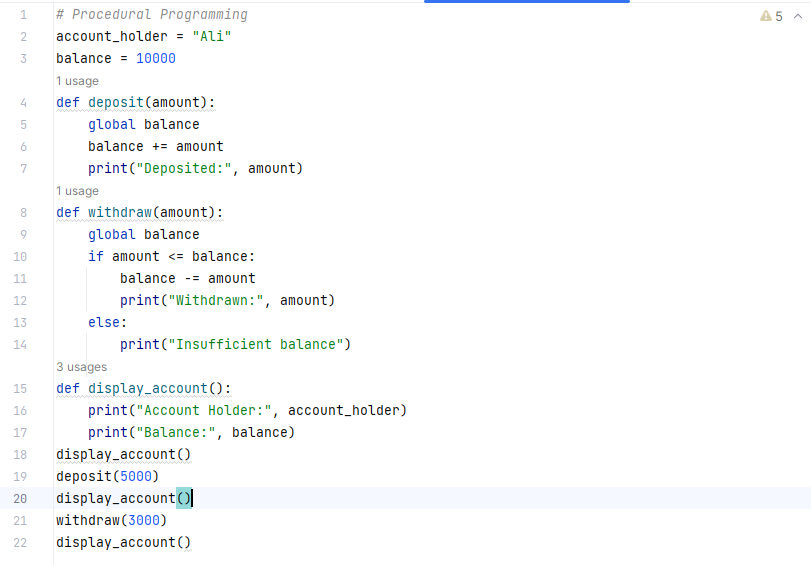 5
1 # Procedural Programming
2 account_holder = "Ali"
3 balance = 10000
1 usage
4 def deposit(amount):
5     global balance
6     balance += amount
7     print("Deposited:", amount)
1 usage
8 def withdraw(amount):
9     global balance
10     if amount <= balance:
11         balance -= amount
12         print("Withdrawn:", amount)
13     else:
14         print("Insufficient balance")
3 usages
15 def display_account():
16     print("Account Holder:", account_holder)
17     print("Balance:", balance)
18 display_account()
19 deposit(5000)
20 display_account()
21 withdraw(3000)
22 display_account()